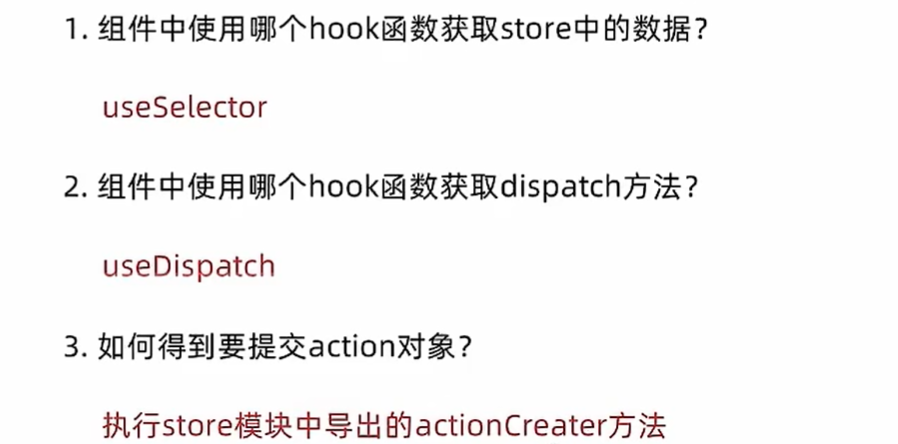 1. 组件中使用哪个hook函数获取store中的数据？
useSelector
2. 组件中使用哪个hook函数获取dispatch方法？
useDispatch
3. 如何得到要提交action对象？
执行store模块中导出的actionCreater方法